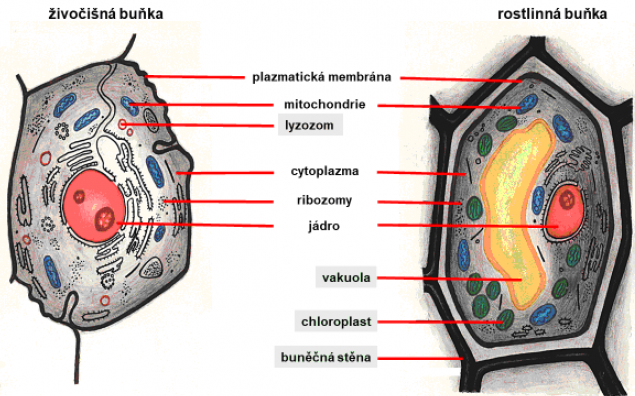 živočišná buňka
rostlinná buňka
plazmatická membrána
mitochondrie
lyzozom
cytoplazma
ribozomy
jádro
vakuola
chloroplast
buněčná stěna